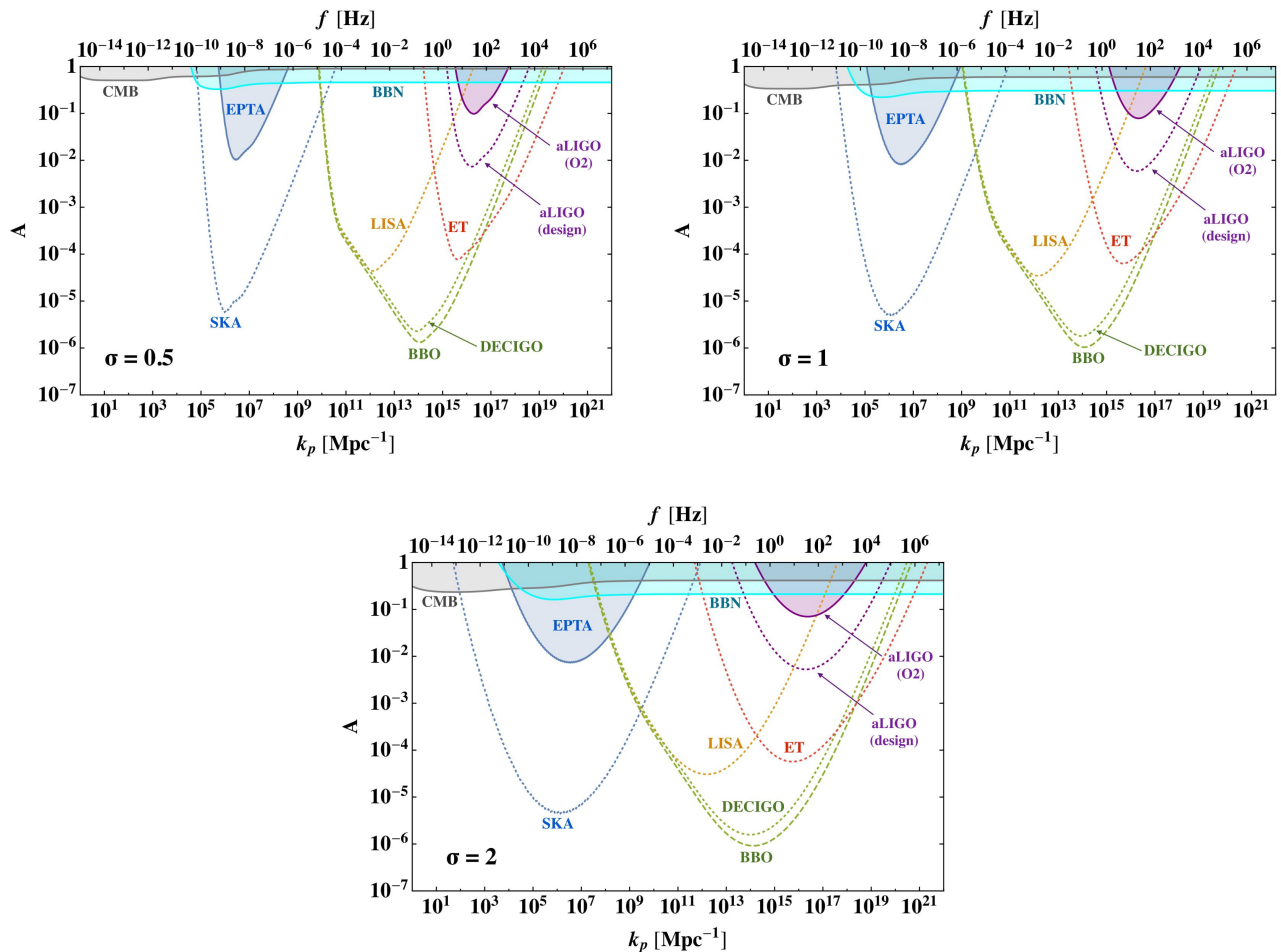 f [Hz]
10⁻¹⁴ 10⁻¹² 10⁻¹⁰ 10⁻⁸ 10⁻⁶ 10⁻⁴ 10⁻² 10⁰ 10² 10⁴ 10⁶
1
10⁻¹
10⁻²
10⁻³
10⁻⁴
10⁻⁵
10⁻⁶
10⁻⁷
A
CMB
EPTA
BBN
aLIGO
(O2)
aLIGO
(design)
LISA
ET
SKA
DECIGO
BBO
σ = 0.5
10¹ 10³ 10⁵ 10⁷ 10⁹ 10¹¹ 10¹³ 10¹⁵ 10¹⁷ 10¹⁹ 10²¹
kₚ [Mpc⁻¹]
f [Hz]
10⁻¹⁴ 10⁻¹² 10⁻¹⁰ 10⁻⁸ 10⁻⁶ 10⁻⁴ 10⁻² 10⁰ 10² 10⁴ 10⁶
1
10⁻¹
10⁻²
10⁻³
10⁻⁴
10⁻⁵
10⁻⁶
10⁻⁷
A
CMB
EPTA
BBN
aLIGO
(O2)
aLIGO
(design)
LISA
ET
SKA
DECIGO
BBO
σ = 1
10¹ 10³ 10⁵ 10⁷ 10⁹ 10¹¹ 10¹³ 10¹⁵ 10¹⁷ 10¹⁹ 10²¹
kₚ [Mpc⁻¹]
f [Hz]
10⁻¹⁴ 10⁻¹² 10⁻¹⁰ 10⁻⁸ 10⁻⁶ 10⁻⁴ 10⁻² 10⁰ 10² 10⁴ 10⁶
1
10⁻¹
10⁻²
10⁻³
10⁻⁴
10⁻⁵
10⁻⁶
10⁻⁷
A
CMB
BBN
EPTA
aLIGO
(O2)
aLIGO
(design)
LISA
ET
DECIGO
SKA
BBO
σ = 2
10¹ 10³ 10⁵ 10⁷ 10⁹ 10¹¹ 10¹³ 10¹⁵ 10¹⁷ 10¹⁹ 10²¹
kₚ [Mpc⁻¹]